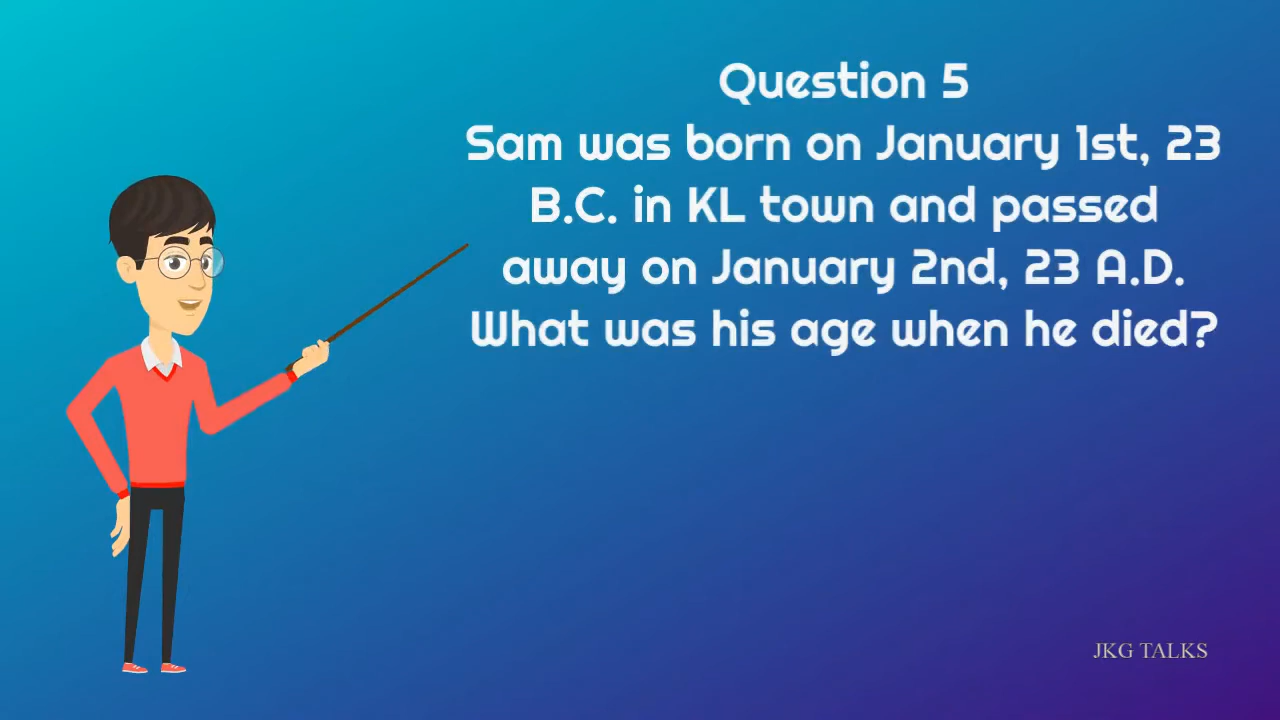 Question 5
Sam was born on January 1st, 23
B.C. in KL town and passed
away on January 2nd, 23 A.D.
What was his age when he died?
JKG TALKS